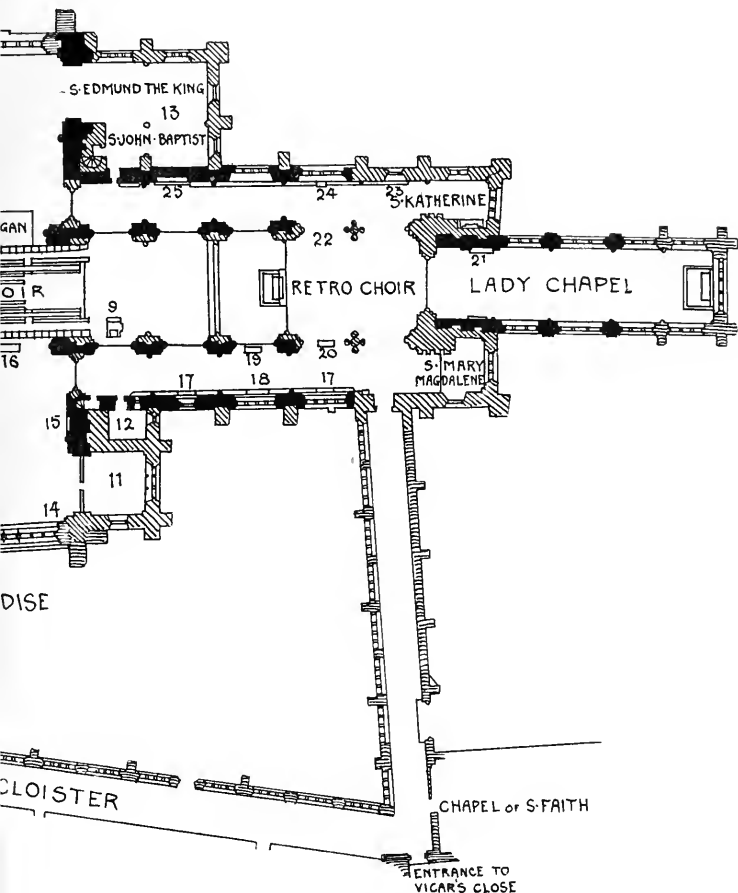 S·EDMUND THE KING
13
S·JOHN·BAPTIST
25
24
23
S·KATHERINE
GAN
22
21
OIR
RETRO CHOIR
LADY CHAPEL
9
16
19
20
S·MARY
MAGDALENE
17
18
17
15
12
11
14
DISE
CLOISTER
CHAPEL OF S·FAITH
ENTRANCE TO
VICAR'S CLOSE